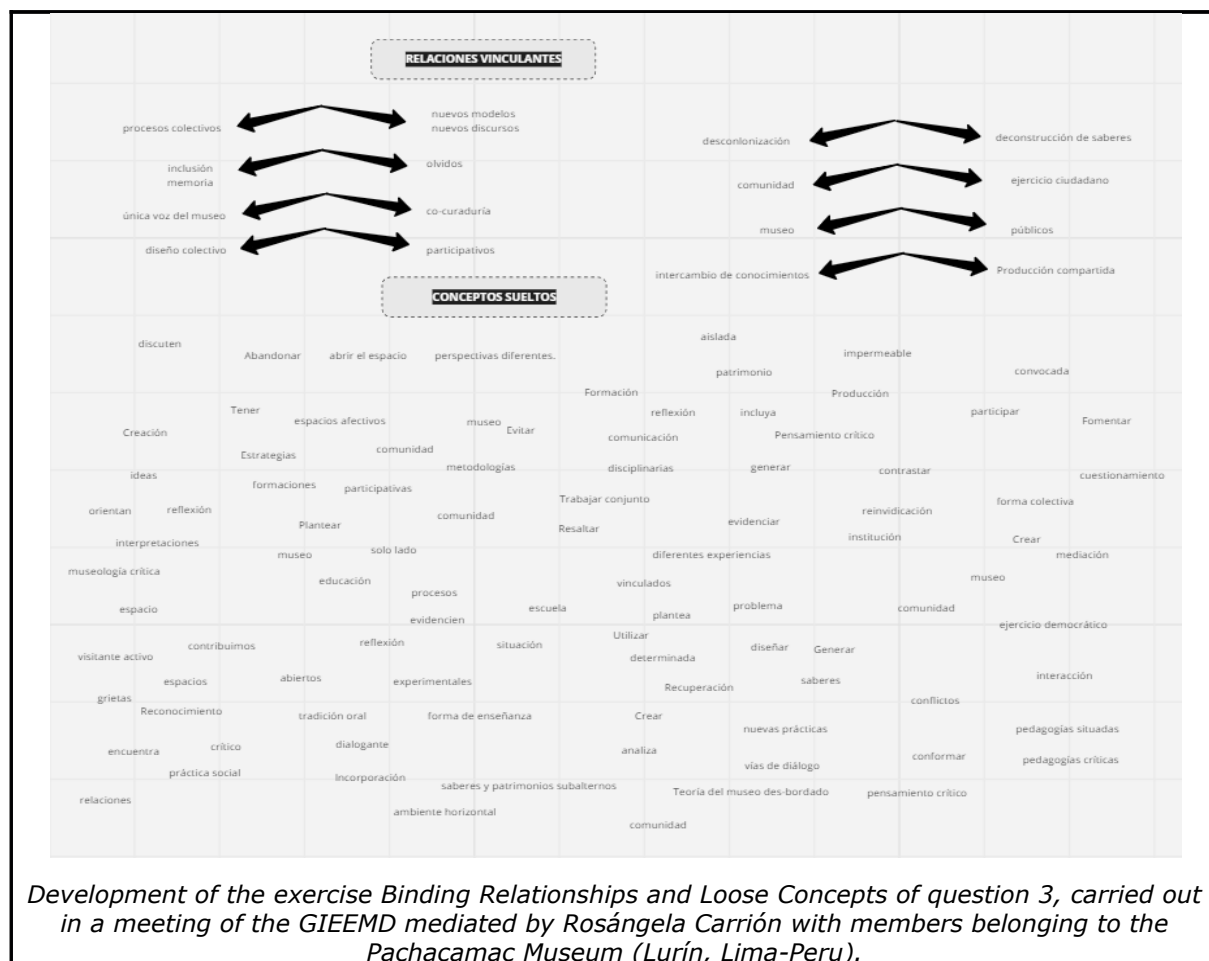 RELACIONES VINCULANTES
procesos colectivos
nuevos modelos
nuevos discursos
inclusión
memoria
olvidos
única voz del museo
co-curaduría
diseño colectivo
participativos
desconlonización
deconstrucción de saberes
comunidad
ejercicio ciudadano
museo
públicos
intercambio de conocimientos
Producción compartida
CONCEPTOS SUELTOS
discuten
Abandonar
abrir el espacio
perspectivas diferentes.
aislada
impermeable
patrimonio
convocada
Formación
Producción
Tener
espacios afectivos
museo
Evitar
reflexión
incluya
participar
Fomentar
Creación
comunicación
Pensamiento crítico
Estrategias
comunidad
metodologías
disciplinarias
generar
contrastar
cuestionamiento
ideas
formaciones
participativas
Trabajar conjunto
forma colectiva
orientan
reflexión
Plantear
comunidad
Resaltar
evidenciar
reinvidicación
institución
Crear
interpretaciones
museo
solo lado
diferentes experiencias
mediación
museología crítica
educación
procesos
vinculados
museo
espacio
evidencien
escuela
plantea
problema
comunidad
ejercicio democrático
contribuimos
reflexión
situación
Utilizar
diseñar
Generar
visitante activo
determinada
espacios
abiertos
experimentales
Recuperación
saberes
interacción
grietas
conflictos
Reconocimiento
tradición oral
forma de enseñanza
Crear
nuevas prácticas
pedagogías situadas
encuentra
crítico
dialogante
analiza
vías de diálogo
conformar
pedagogías críticas
práctica social
Incorporación
saberes y patrimonios subalternos
Teoría del museo des-bordado
pensamiento crítico
relaciones
ambiente horizontal
comunidad
Development of the exercise Binding Relationships and Loose Concepts of question 3, carried out
in a meeting of the GIEEMD mediated by Rosángela Carrión with members belonging to the
Pachacamac Museum (Lurín, Lima-Peru).